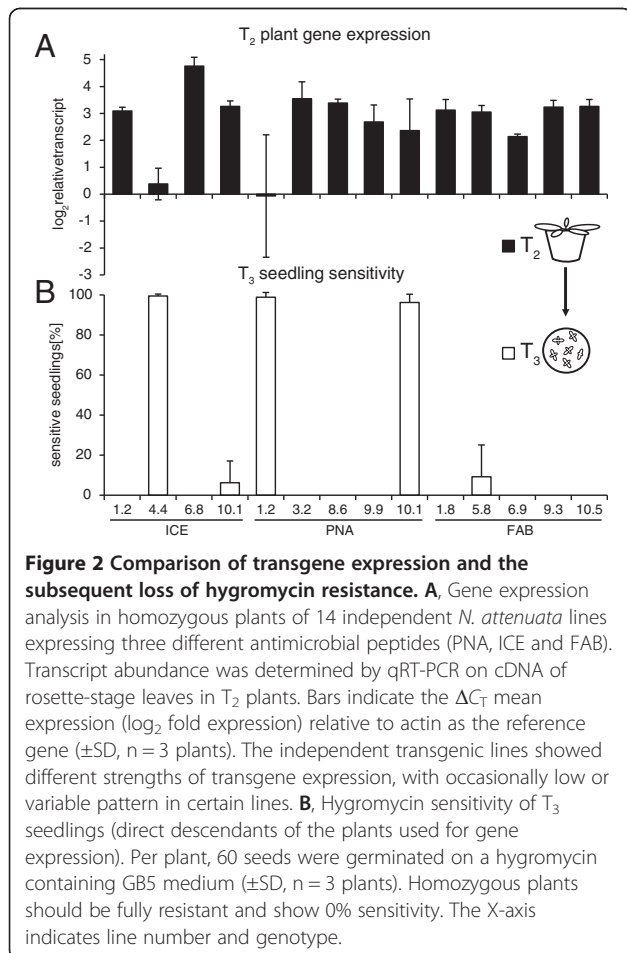 A
T₂ plant gene expression
log₂relativetranscript
5
4
3
2
1
0
-1
-2
-3
T₂
B
T₃ seedling sensitivity
T₃
sensitive seedlings[%]
100
80
60
40
20
0
1.2 4.4 6.8 10.1 1.2 3.2 8.6 9.9 10.1 1.8 5.8 6.9 9.3 10.5
ICE PNA FAB
Figure 2 Comparison of transgene expression and the
subsequent loss of hygromycin resistance. A, Gene expression
analysis in homozygous plants of 14 independent N. attenuata lines
expressing three different antimicrobial peptides (PNA, ICE and FAB).
Transcript abundance was determined by qRT-PCR on cDNA of
rosette-stage leaves in T₂ plants. Bars indicate the ΔC_T mean
expression (log₂ fold expression) relative to actin as the reference
gene (±SD, n = 3 plants). The independent transgenic lines showed
different strengths of transgene expression, with occasionally low or
variable pattern in certain lines. B, Hygromycin sensitivity of T₃
seedlings (direct descendants of the plants used for gene
expression). Per plant, 60 seeds were germinated on a hygromycin
containing GB5 medium (±SD, n = 3 plants). Homozygous plants
should be fully resistant and show 0% sensitivity. The X-axis
indicates line number and genotype.